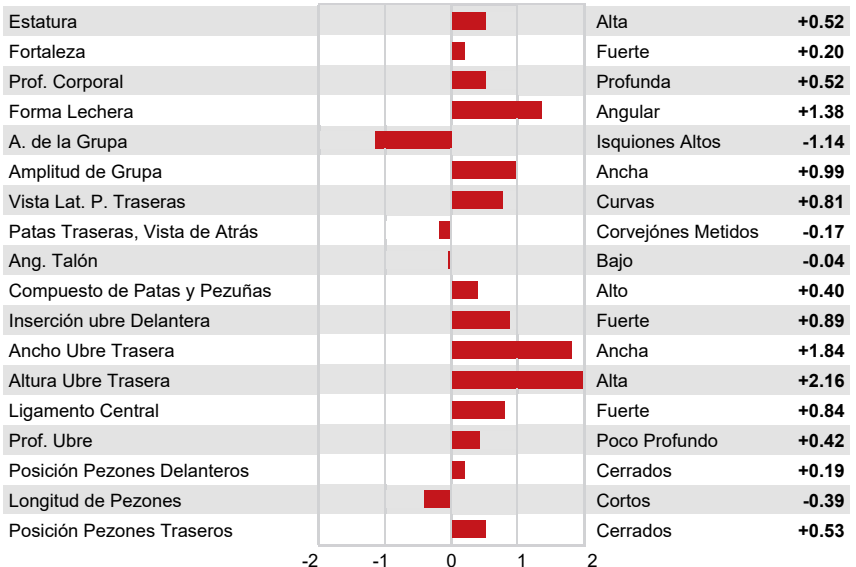 Estatura Alta +0.52
Fortaleza Fuerte +0.20
Prof. Corporal Profunda +0.52
Forma Lechera Angular +1.38
A. de la Grupa Isquiones Altos -1.14
Amplitud de Grupa Ancha +0.99
Vista Lat. P. Traseras Curvas +0.81
Patas Traseras, Vista de Atrás Corvejónes Metidos -0.17
Ang. Talón Bajo -0.04
Compuesto de Patas y Pezuñas Alto +0.40
Inserción ubre Delantera Fuerte +0.89
Ancho Ubre Trasera Ancha +1.84
Altura Ubre Trasera Alta +2.16
Ligamento Central Fuerte +0.84
Prof. Ubre Poco Profundo +0.42
Posición Pezones Delanteros Cerrados +0.19
Longitud de Pezones Cortos -0.39
Posición Pezones Traseros Cerrados +0.53
-2 -1 0 1 2